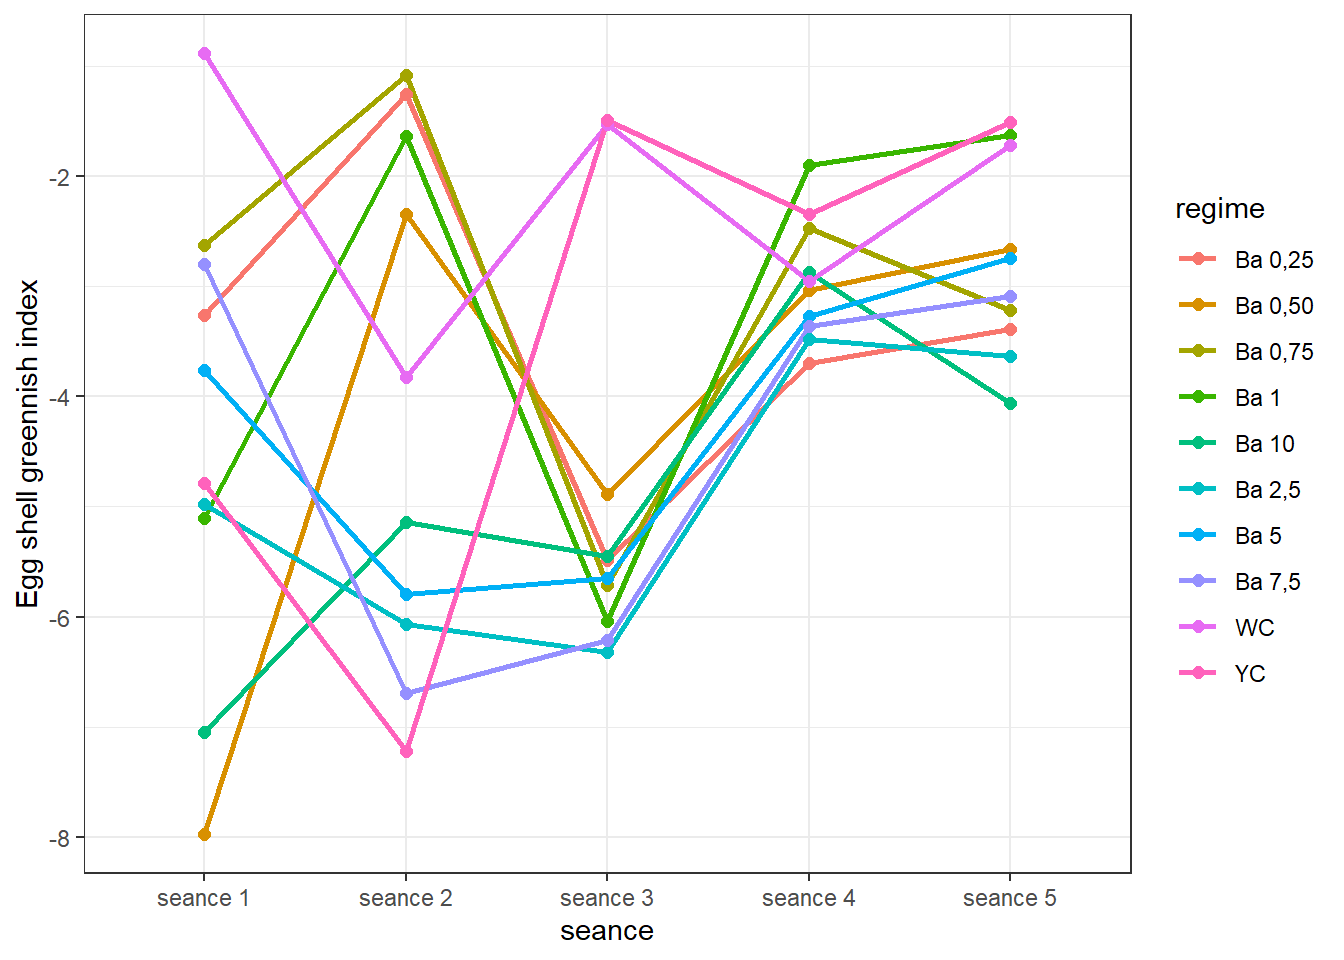 Egg shell greennish index
-2
-4
-6
-8
seance 1
seance 2
seance 3
seance 4
seance 5
seance
regime
Ba 0,25
Ba 0,50
Ba 0,75
Ba 1
Ba 10
Ba 2,5
Ba 5
Ba 7,5
WC
YC